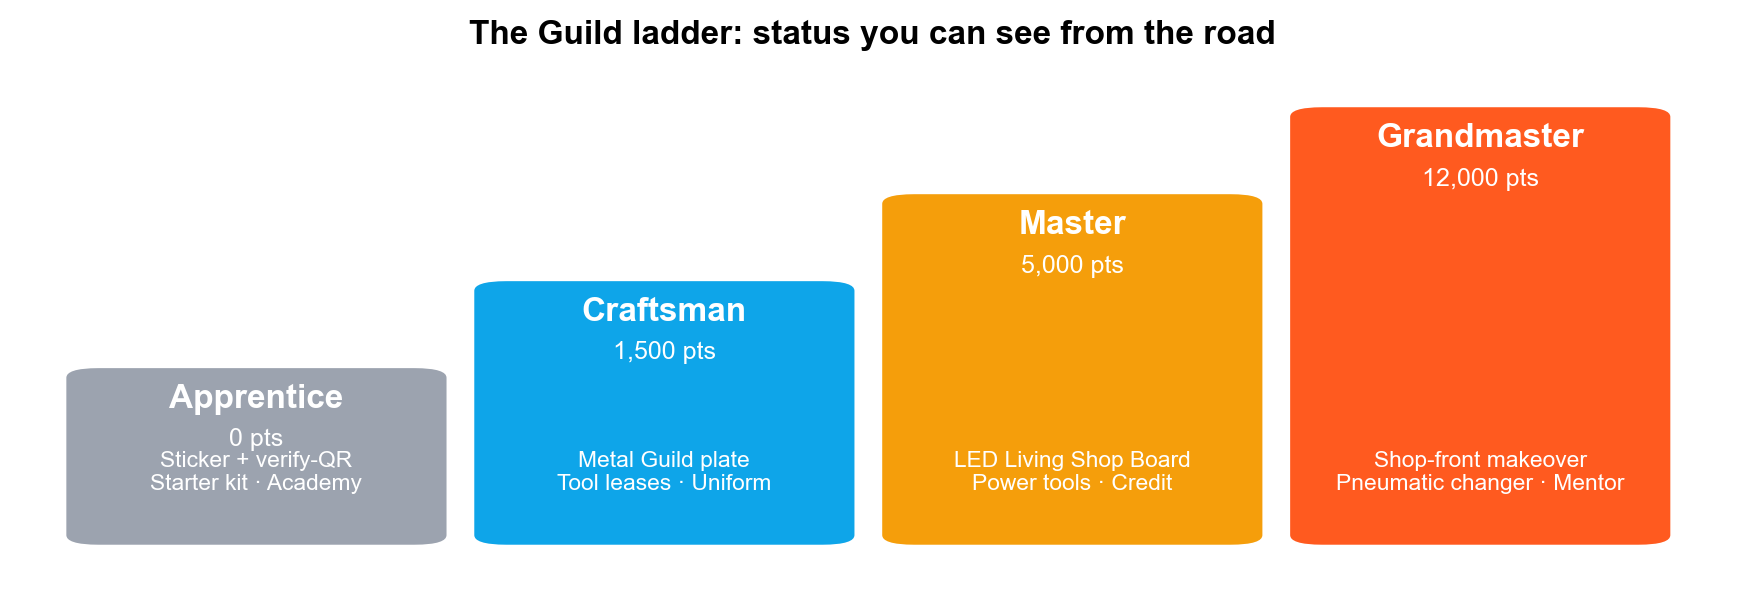 The Guild ladder: status you can see from the road
Apprentice
0 pts
Sticker + verify-QR
Starter kit · Academy
Craftsman
1,500 pts
Metal Guild plate
Tool leases · Uniform
Master
5,000 pts
LED Living Shop Board
Power tools · Credit
Grandmaster
12,000 pts
Shop-front makeover
Pneumatic changer · Mentor